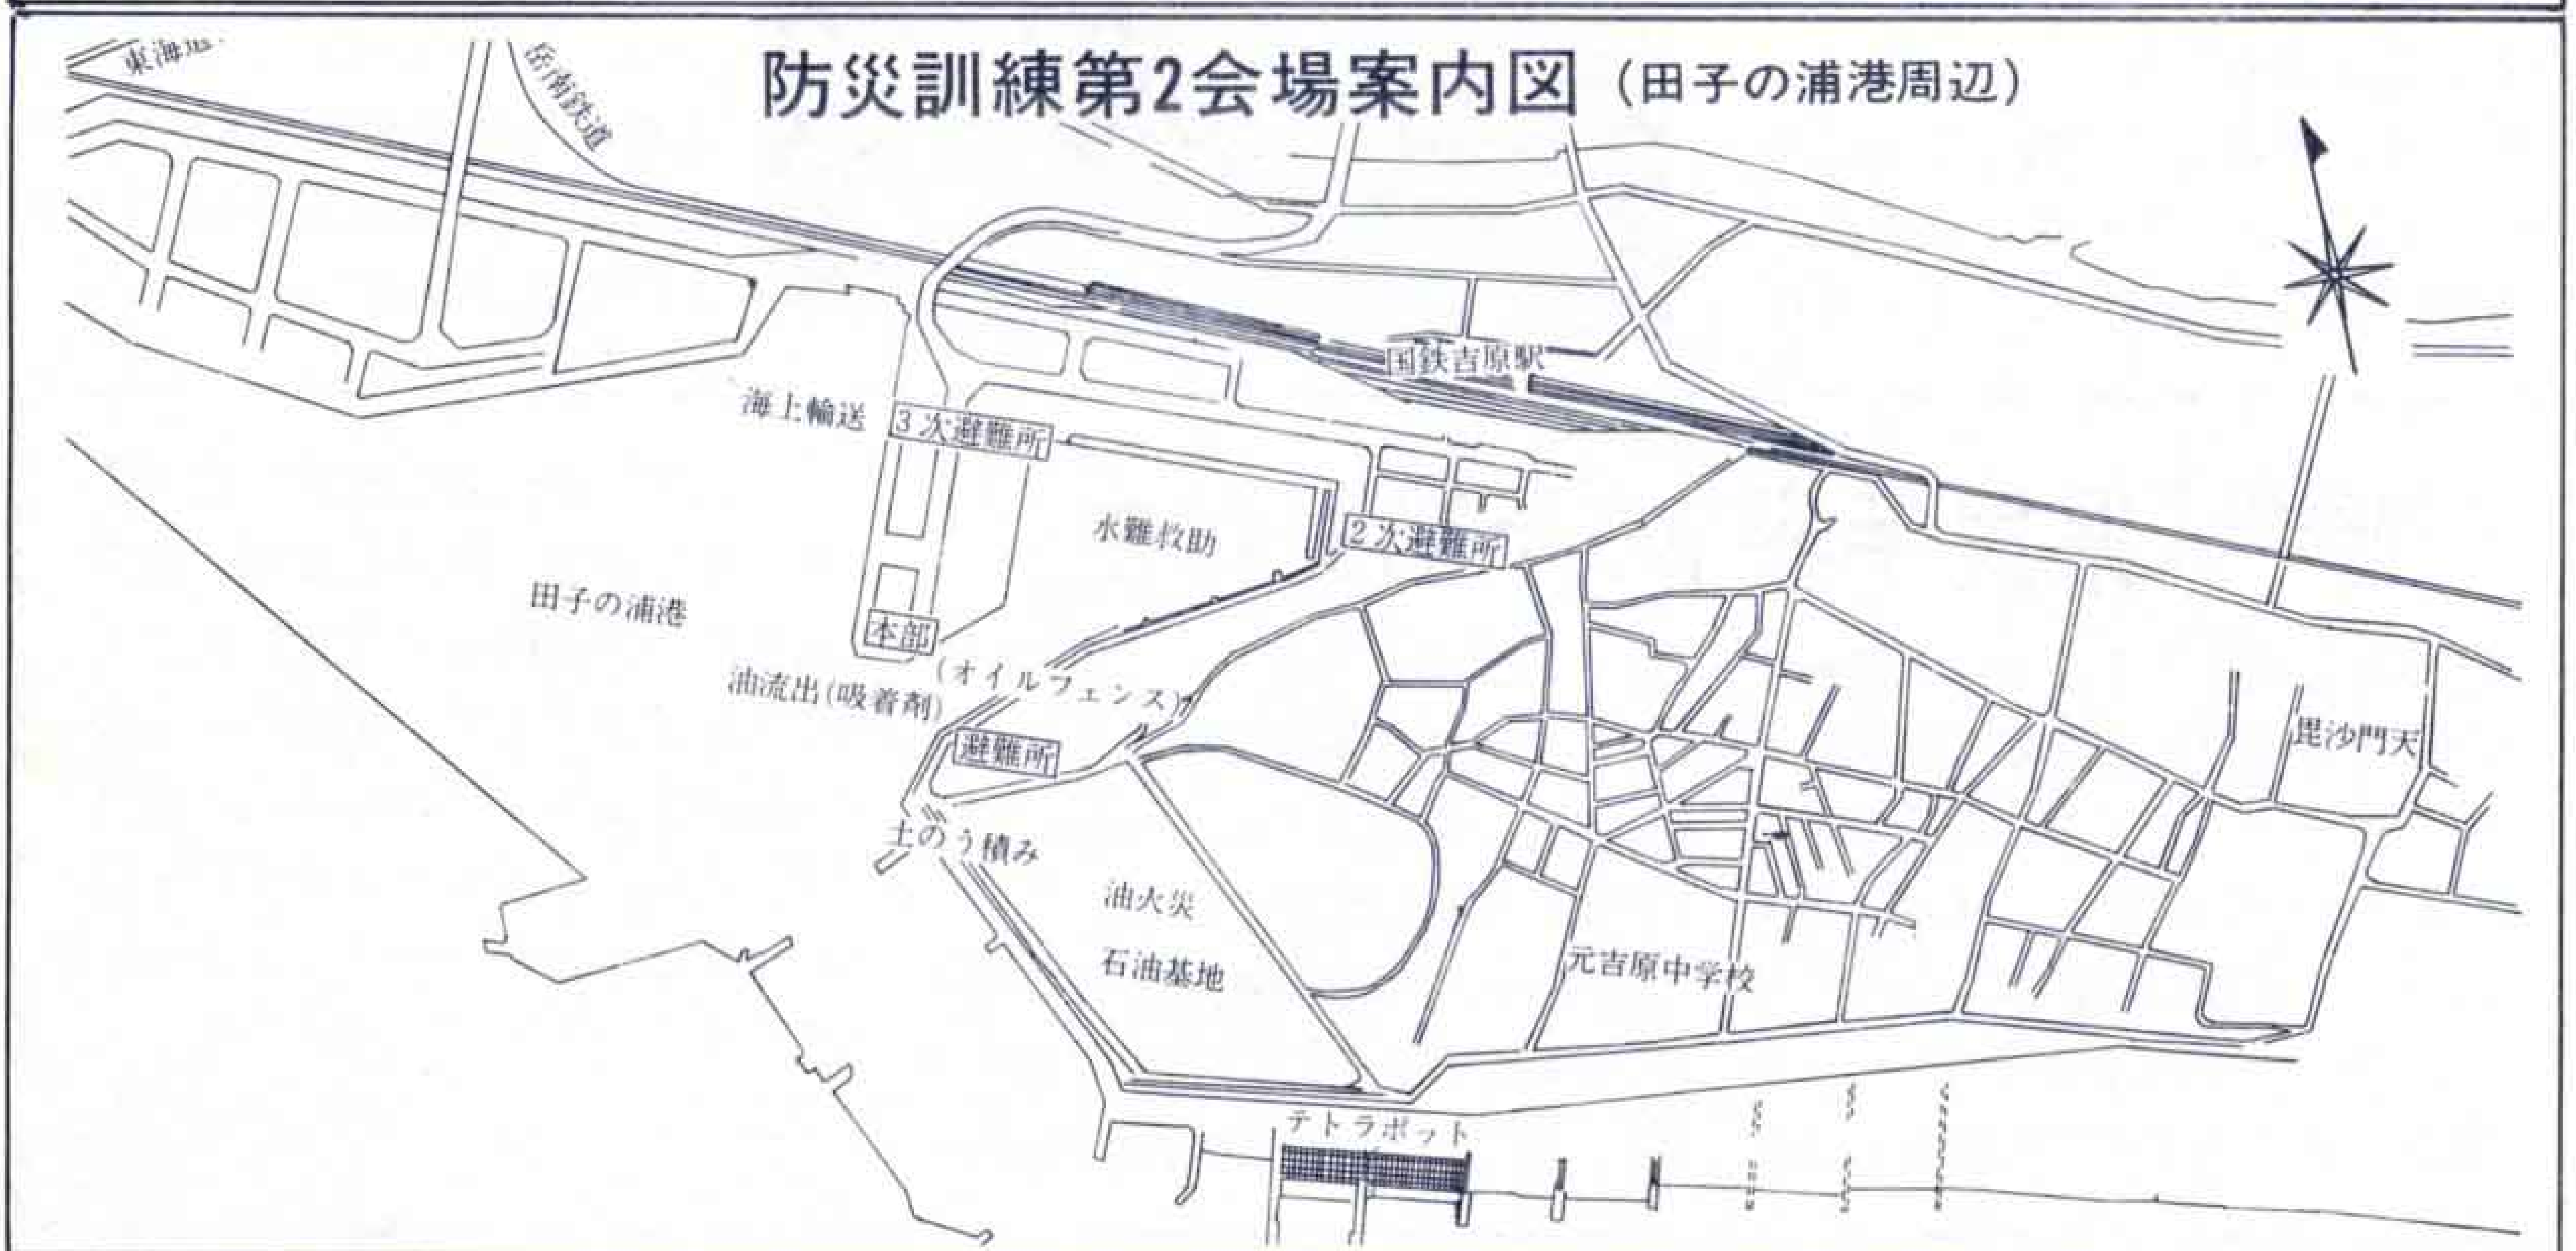 防災訓練第2会場案内図（田子の浦港周辺）
東海道
岳南鉄道
国鉄吉原駅
海上輸送
3次避難所
水難救助
2次避難所
田子の浦港
本部
(オイルフェンス)
油流出(吸着剤)
避難所
毘沙門天
土のう積み
油火災
石油基地
元吉原中学校
テトラポット